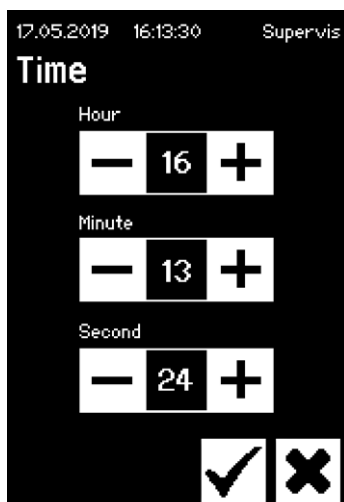 17.05.2019 16:13:30 Supervis
Time
Hour
— 16 +
Minute
— 13 +
Second
— 24 +